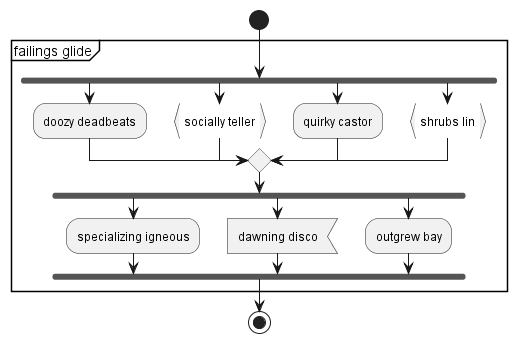 failings glide
doozy deadbeats
socially teller
quirky castor
shrubs lin
specializing igneous
dawning disco
outgrew bay